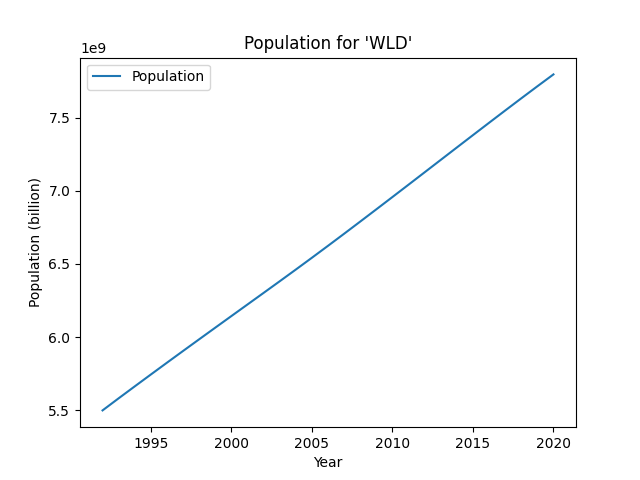 Population for 'WLD'
1e9
Population
7.5
7.0
6.5
6.0
5.5
Population (billion)
1995 2000 2005 2010 2015 2020
Year